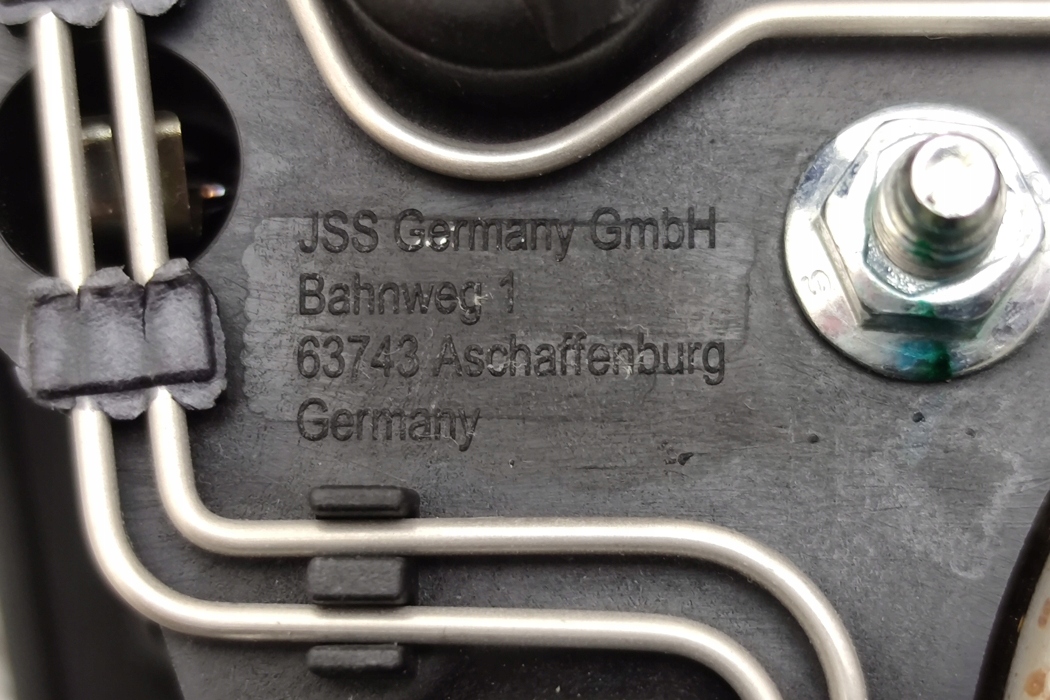 JSS Germany GmbH
Bahnweg 1
63743 Aschaffenburg
Germany